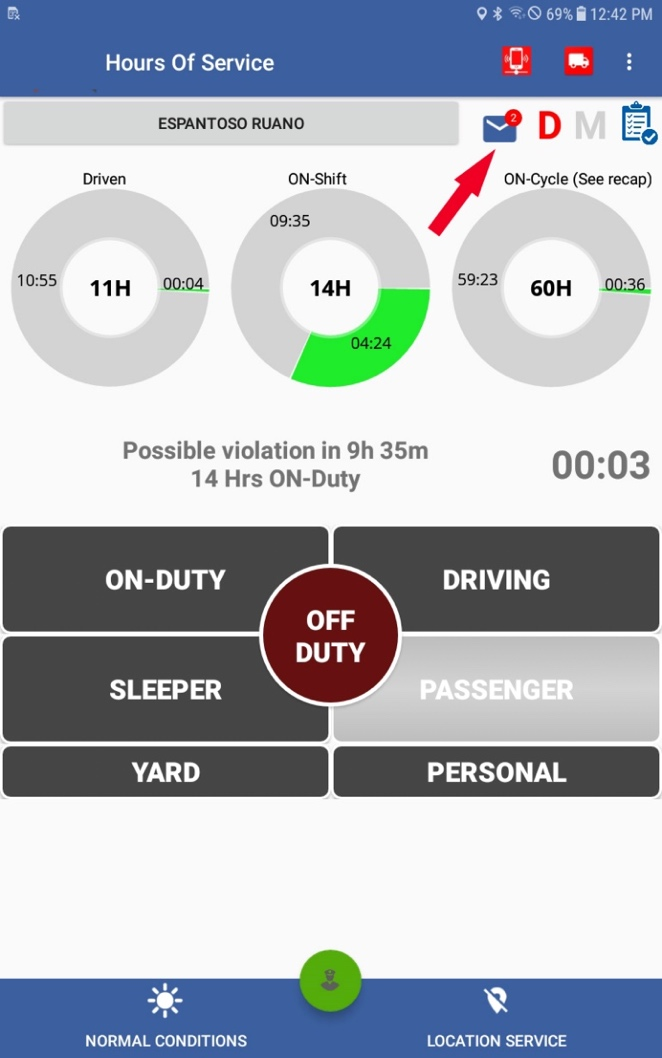 69% 12:42 PM
Hours Of Service
ESPANTOSO RUANO
2
D M
Driven
ON-Shift
ON-Cycle (See recap)
10:55
11H
00:04
09:35
14H
04:24
59:23
60H
00:36
Possible violation in 9h 35m
14 Hrs ON-Duty
00:03
ON-DUTY
DRIVING
OFF
DUTY
SLEEPER
PASSENGER
YARD
PERSONAL
NORMAL CONDITIONS
LOCATION SERVICE